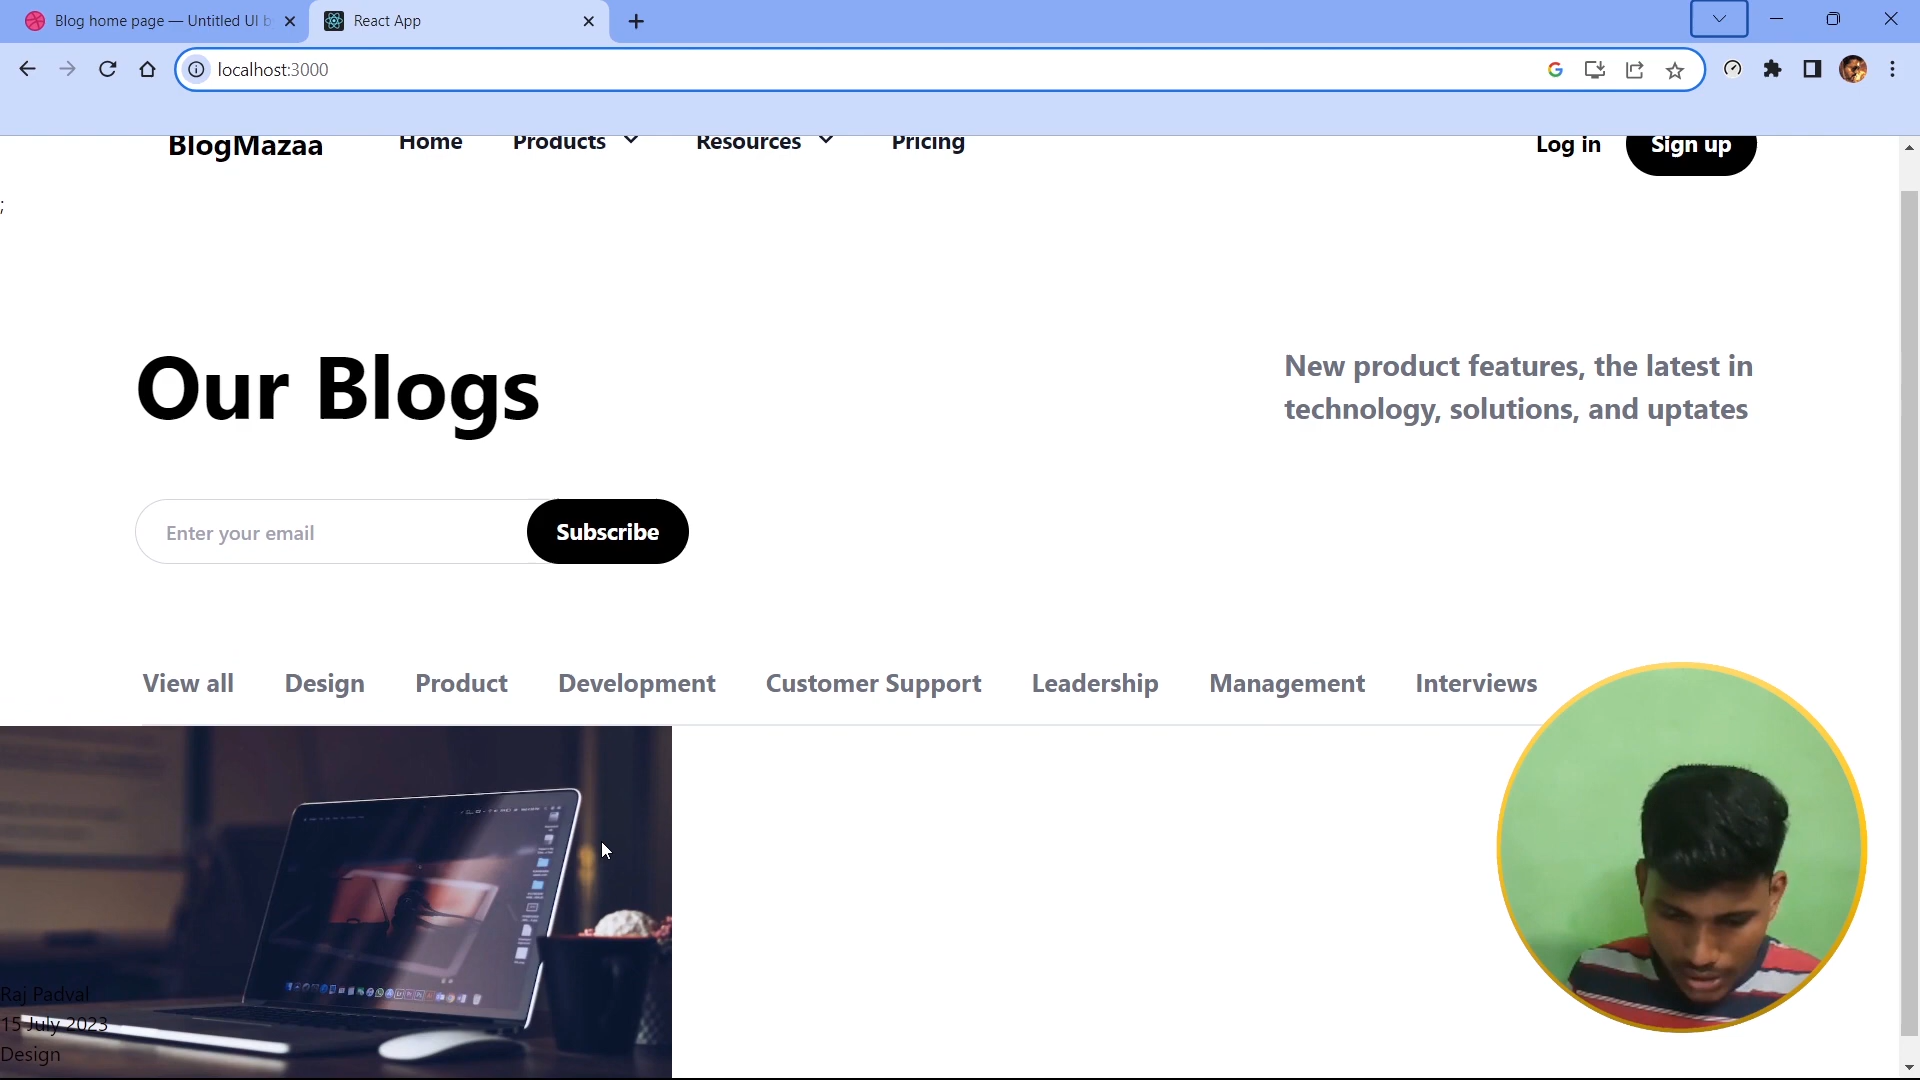 Blog home page — Untitled UI b
React App
localhost:3000
BlogMazaa
Home
Products
Resources
Pricing
Log in
Sign up
;
Our Blogs
New product features, the latest in
technology, solutions, and uptates
Enter your email
Subscribe
View all
Design
Product
Development
Customer Support
Leadership
Management
Interviews
Raj Padval
15 July 2023
Design